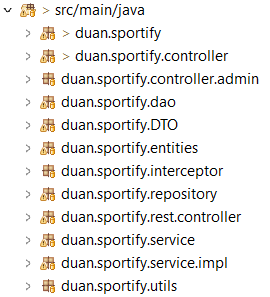 > src/main/java
> duan.sportify
> duan.sportify.controller
duan.sportify.controller.admin
duan.sportify.dao
duan.sportify.DTO
duan.sportify.entities
duan.sportify.interceptor
duan.sportify.repository
duan.sportify.rest.controller
duan.sportify.service
duan.sportify.service.impl
duan.sportify.utils